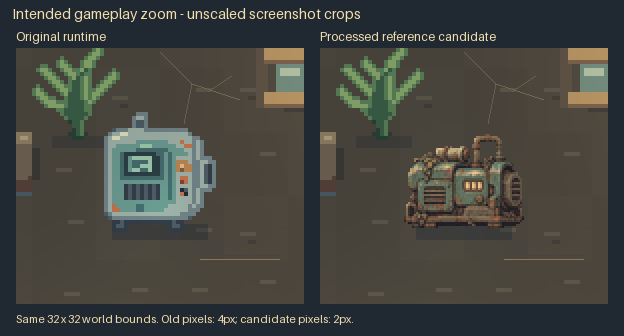 Intended gameplay zoom - unscaled screenshot crops
Original runtime
Processed reference candidate
Same 32x32 world bounds. Old pixels: 4px; candidate pixels: 2px.